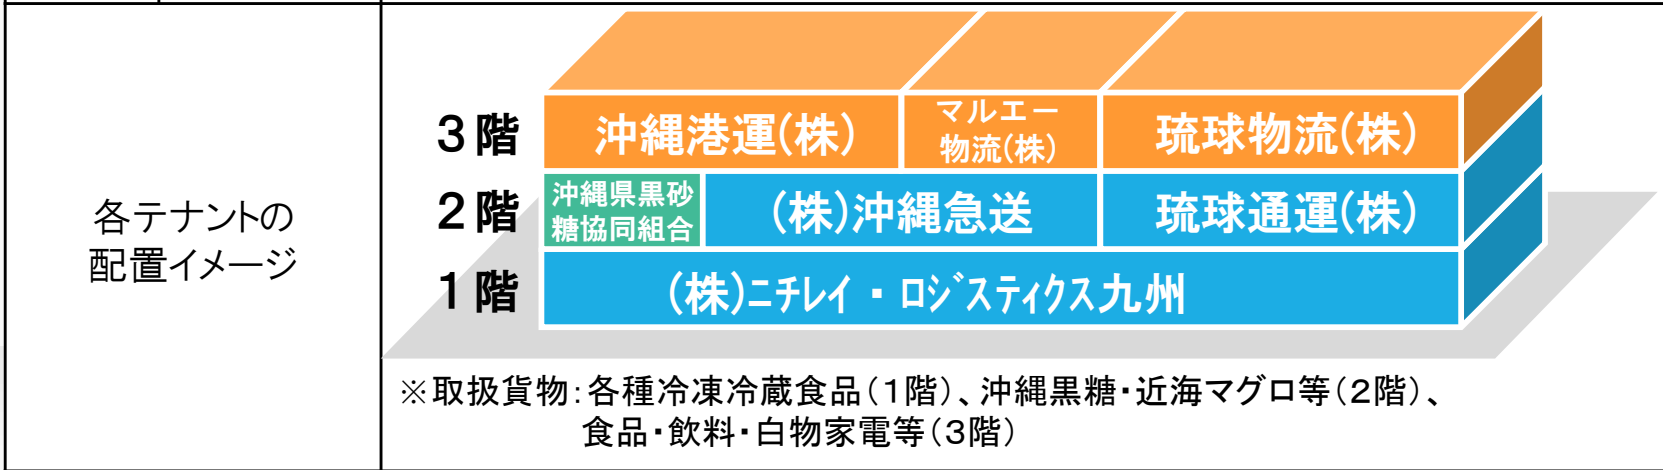 各テナントの
配置イメージ
3階
沖縄港運(株)
マルエー
物流(株)
琉球物流(株)
2階
沖縄県黒砂
糖協同組合
(株)沖縄急送
琉球通運(株)
1階
(株)ニチレイ・ロジスティクス九州
※取扱貨物：各種冷凍冷蔵食品（1階）、沖縄黒糖・近海マグロ等（2階）、
食品・飲料・白物家電等（3階）